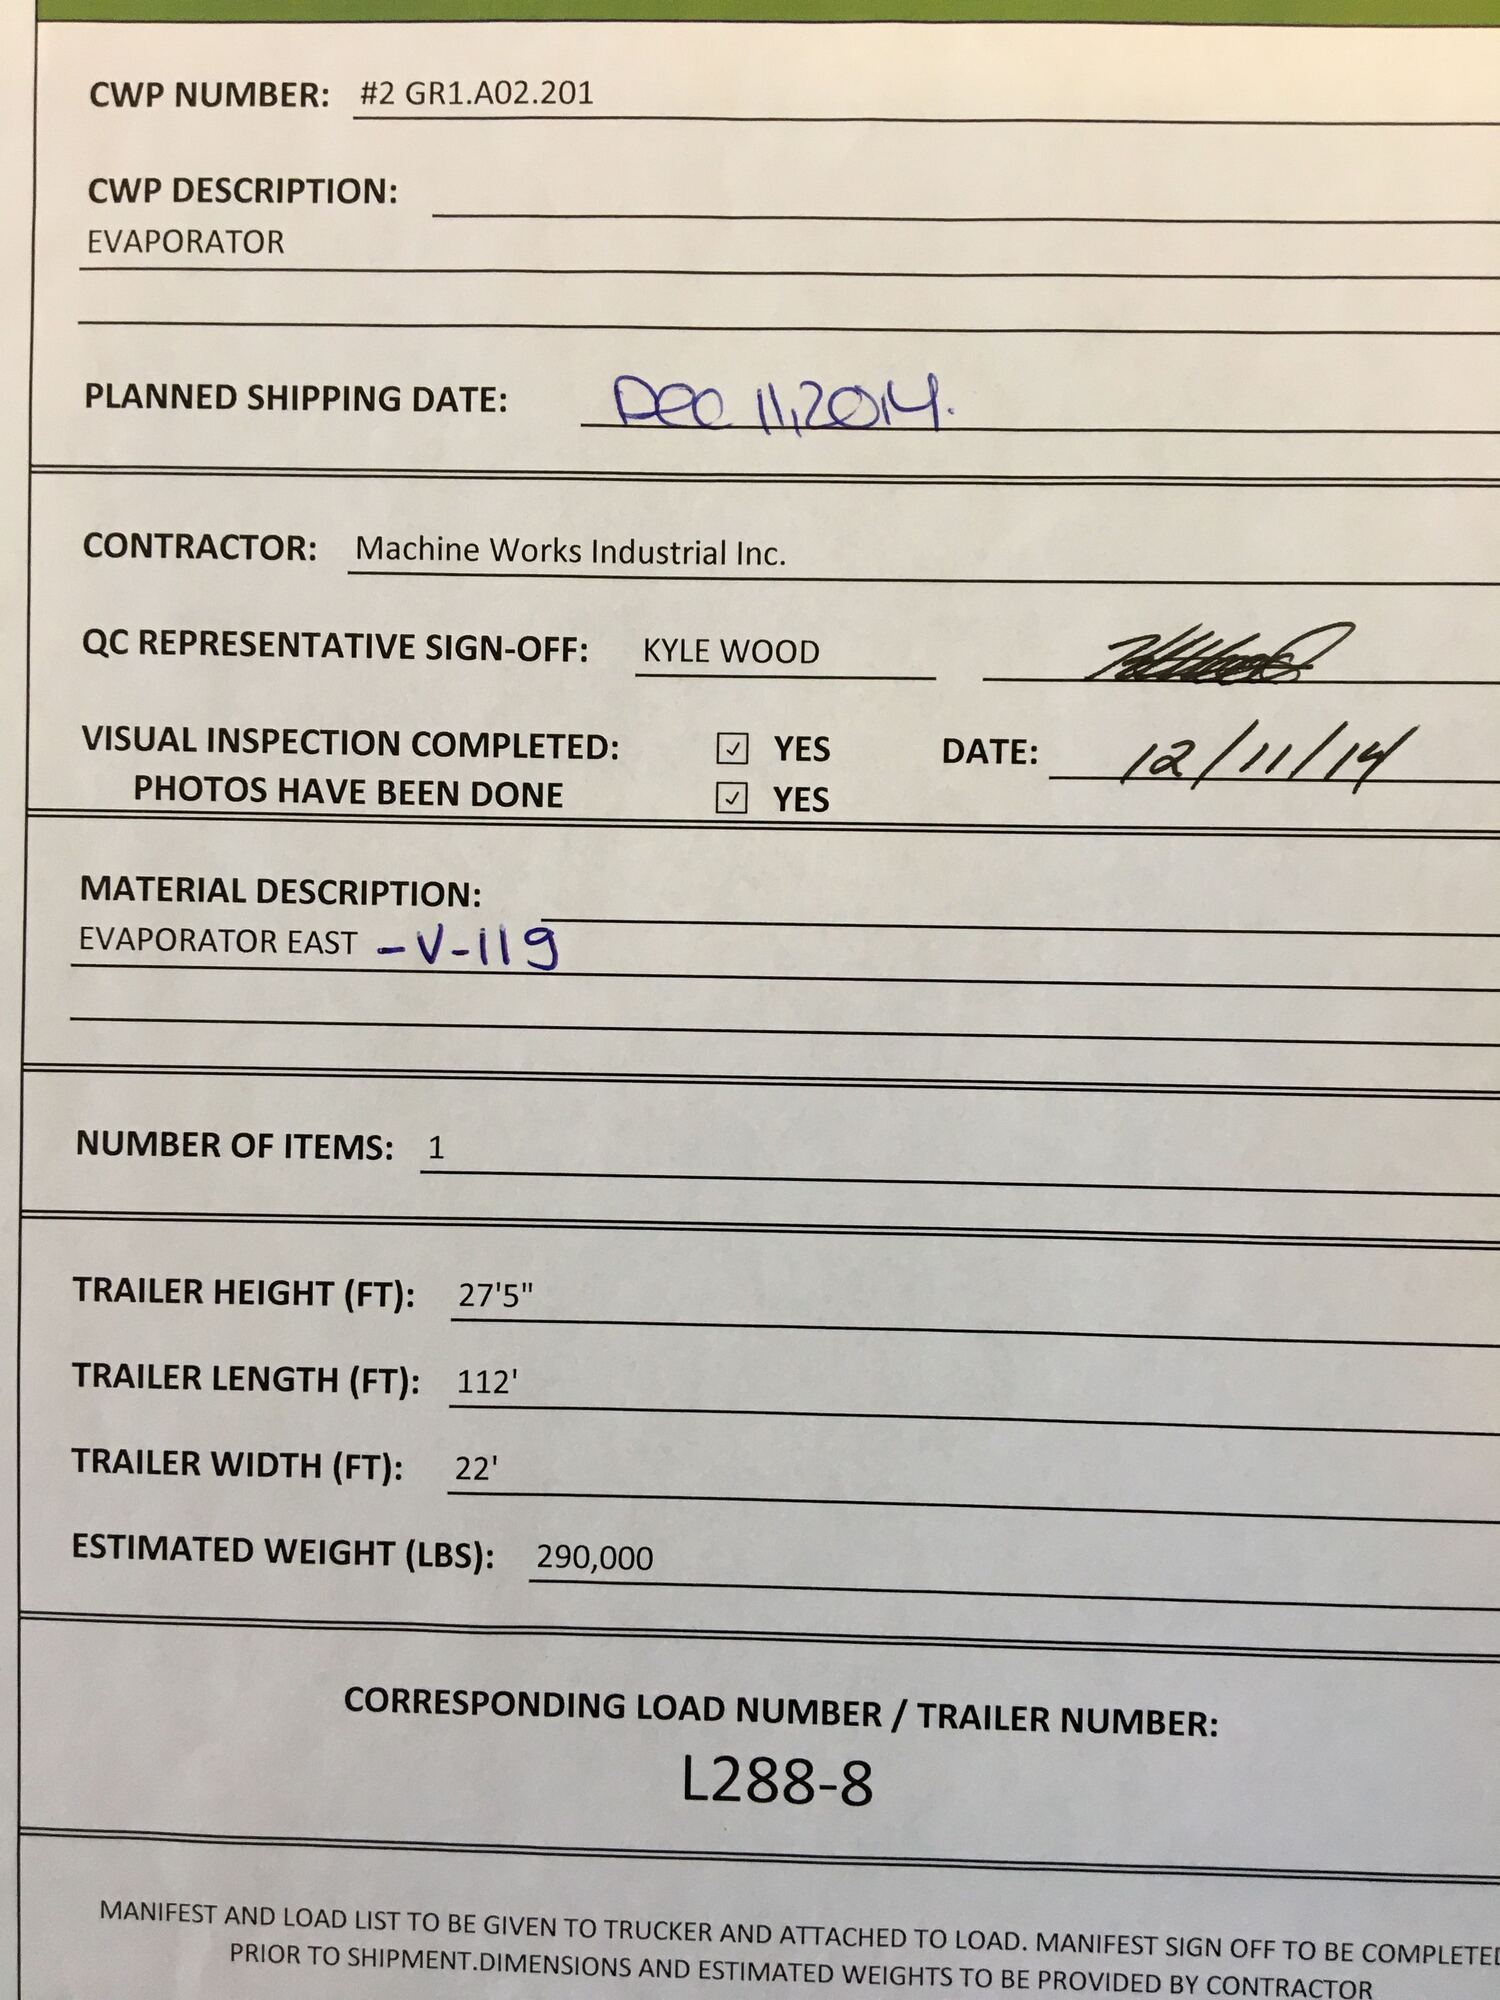 CWP NUMBER: #2 GR1.A02.201
CWP DESCRIPTION:
EVAPORATOR
PLANNED SHIPPING DATE: Dec 11, 2014.
CONTRACTOR: Machine Works Industrial Inc.
QC REPRESENTATIVE SIGN-OFF: KYLE WOOD
VISUAL INSPECTION COMPLETED: ✓ YES DATE: 12/11/14
PHOTOS HAVE BEEN DONE ✓ YES
MATERIAL DESCRIPTION:
EVAPORATOR EAST -V-119
NUMBER OF ITEMS: 1
TRAILER HEIGHT (FT): 27'5"
TRAILER LENGTH (FT): 112'
TRAILER WIDTH (FT): 22'
ESTIMATED WEIGHT (LBS): 290,000
CORRESPONDING LOAD NUMBER / TRAILER NUMBER:
L288-8
MANIFEST AND LOAD LIST TO BE GIVEN TO TRUCKER AND ATTACHED TO LOAD. MANIFEST SIGN OFF TO BE COMPLETED
PRIOR TO SHIPMENT.DIMENSIONS AND ESTIMATED WEIGHTS TO BE PROVIDED BY CONTRACTOR